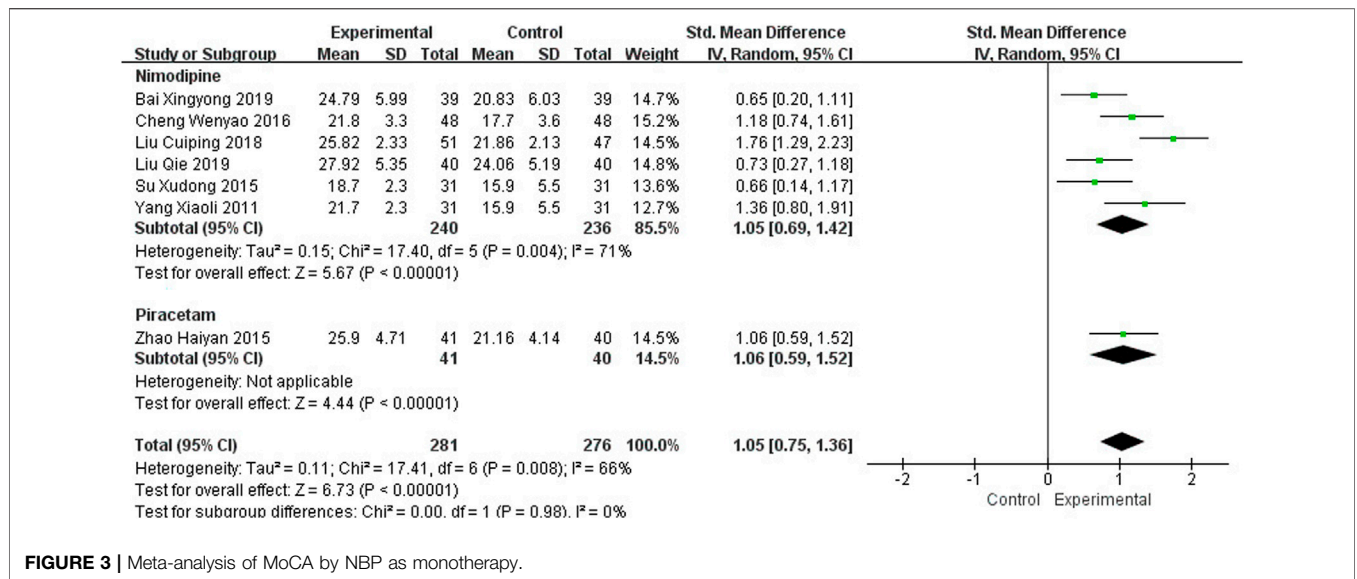 Experimental Control Std. Mean Difference Std. Mean Difference
Study or Subgroup Mean SD Total Mean SD Total Weight IV, Random, 95% CI IV, Random, 95% CI
Nimodipine
Bai Xingyong 2019 24.79 5.99 39 20.83 6.03 39 14.7% 0.65 [0.20, 1.11]
Cheng Wenyao 2016 21.8 3.3 48 17.7 3.6 48 15.2% 1.18 [0.74, 1.61]
Liu Cuiping 2018 25.82 2.33 51 21.86 2.13 47 14.5% 1.76 [1.29, 2.23]
Liu Qie 2019 27.92 5.35 40 24.06 5.19 40 14.8% 0.73 [0.27, 1.18]
Su Xudong 2015 18.7 2.3 31 15.9 5.5 31 13.6% 0.66 [0.14, 1.17]
Yang Xiaoli 2011 21.7 2.3 31 15.9 5.5 31 12.7% 1.36 [0.80, 1.91]
Subtotal (95% CI) 240 236 85.5% 1.05 [0.69, 1.42]
Heterogeneity: Tau² = 0.15; Chi² = 17.40, df = 5 (P = 0.004); I² = 71%
Test for overall effect: Z = 5.67 (P < 0.00001)
Piracetam
Zhao Haiyan 2015 25.9 4.71 41 21.16 4.14 40 14.5% 1.06 [0.59, 1.52]
Subtotal (95% CI) 41 40 14.5% 1.06 [0.59, 1.52]
Heterogeneity: Not applicable
Test for overall effect: Z = 4.44 (P < 0.00001)
Total (95% CI) 281 276 100.0% 1.05 [0.75, 1.36]
Heterogeneity: Tau² = 0.11; Chi² = 17.41, df = 6 (P = 0.008); I² = 66%
Test for overall effect: Z = 6.73 (P < 0.00001)
Test for subgroup differences: Chi² = 0.00, df = 1 (P = 0.98), I² = 0%
-2 -1 0 1 2
Control Experimental
FIGURE 3 | Meta-analysis of MoCA by NBP as monotherapy.